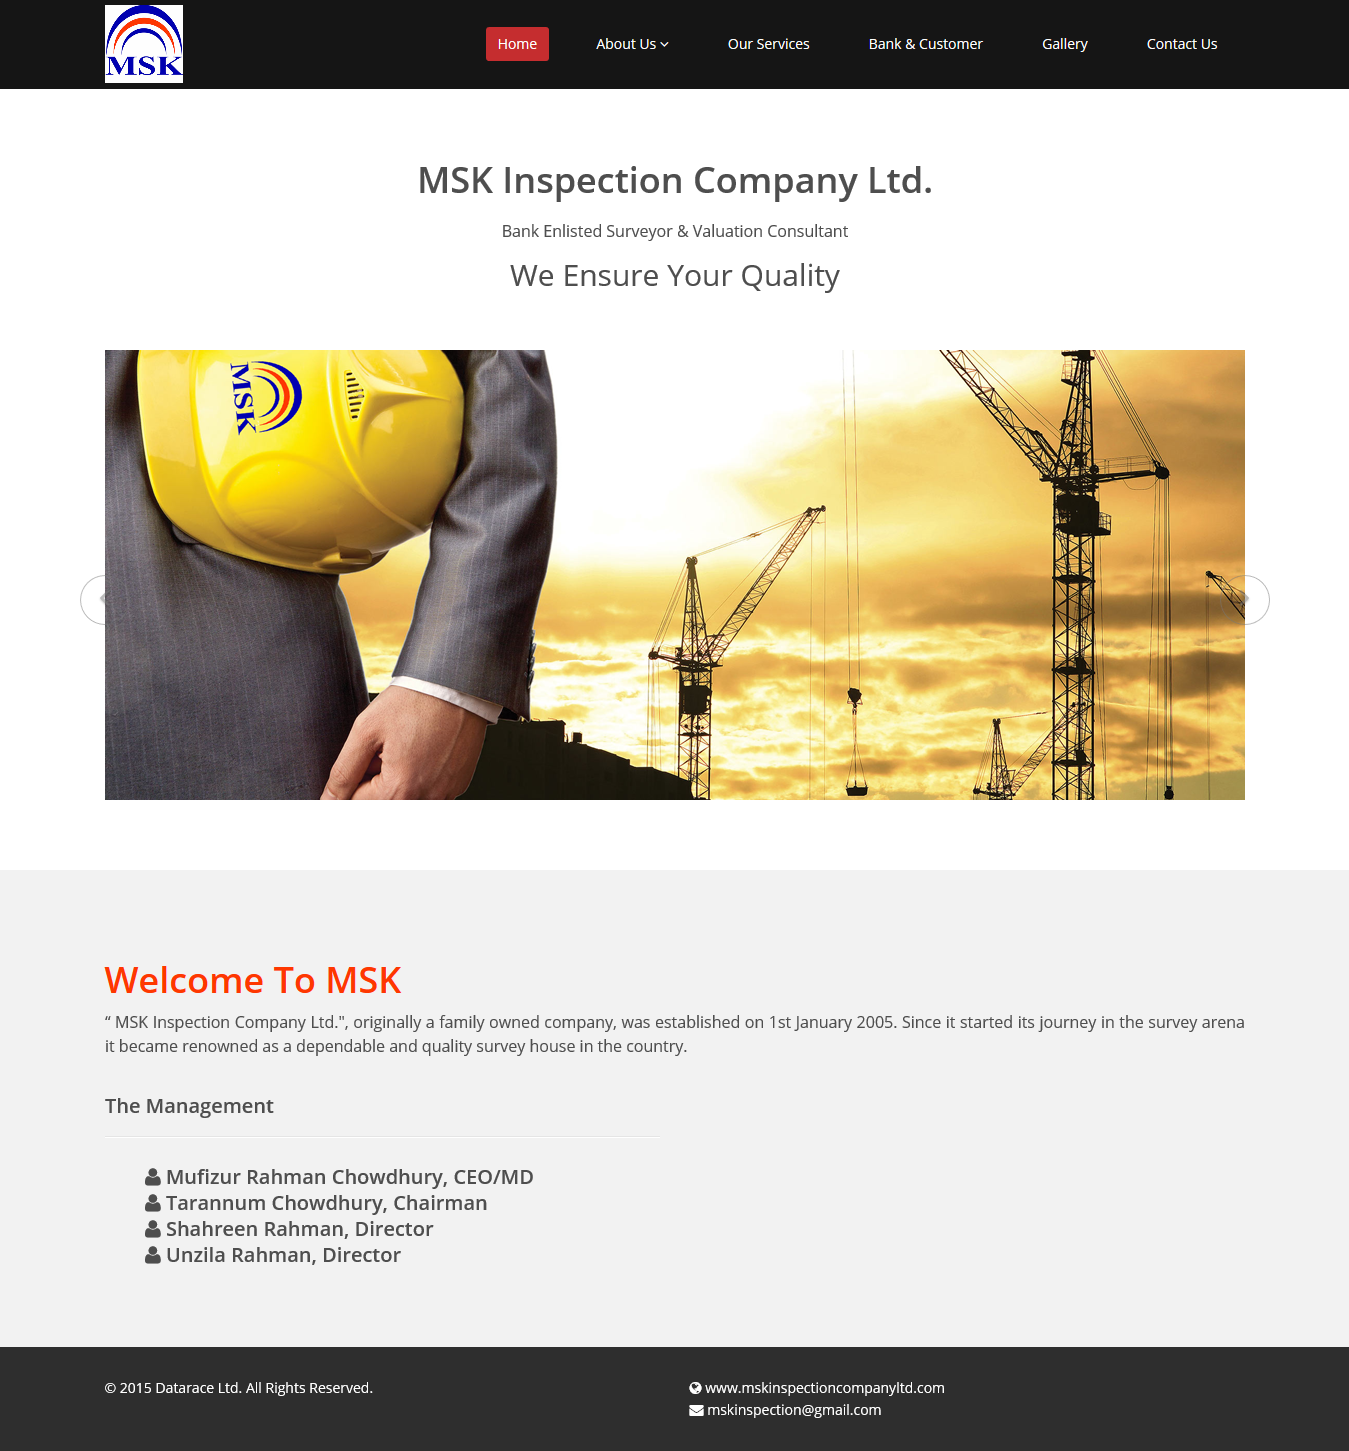 MSK
Home
About Us
Our Services
Bank & Customer
Gallery
Contact Us
MSK Inspection Company Ltd.
Bank Enlisted Surveyor & Valuation Consultant
We Ensure Your Quality
MSK
Welcome To MSK
“ MSK Inspection Company Ltd.", originally a family owned company, was established on 1st January 2005. Since it started its journey in the survey arena
it became renowned as a dependable and quality survey house in the country.
The Management
Mufizur Rahman Chowdhury, CEO/MD
Tarannum Chowdhury, Chairman
Shahreen Rahman, Director
Unzila Rahman, Director
© 2015 Datarace Ltd. All Rights Reserved.
www.mskinspectioncompanyltd.com
mskinspection@gmail.com